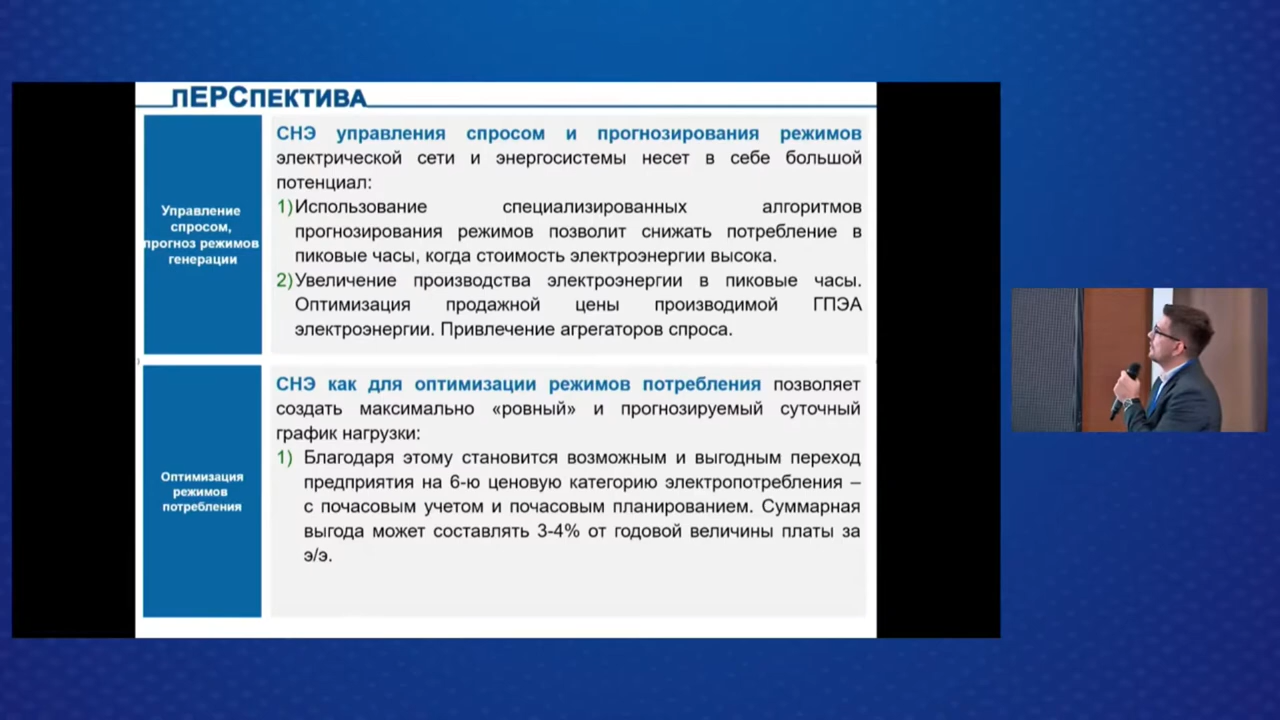 ПЕРСПЕКТИВА
Управление
спросом,
прогноз режимов
генерации
СНЭ управления спросом и прогнозирования режимов
электрической сети и энергосистемы несет в себе большой
потенциал:
1) Использование специализированных алгоритмов
прогнозирования режимов позволит снижать потребление в
пиковые часы, когда стоимость электроэнергии высока.
2) Увеличение производства электроэнергии в пиковые часы.
Оптимизация продажной цены производимой ГПЭА
электроэнергии. Привлечение агрегаторов спроса.
Оптимизация
режимов
потребления
СНЭ как для оптимизации режимов потребления позволяет
создать максимально «ровный» и прогнозируемый суточный
график нагрузки:
1) Благодаря этому становится возможным и выгодным переход
предприятия на 6-ю ценовую категорию электропотребления –
с почасовым учетом и почасовым планированием. Суммарная
выгода может составлять 3-4% от годовой величины платы за
э/э.